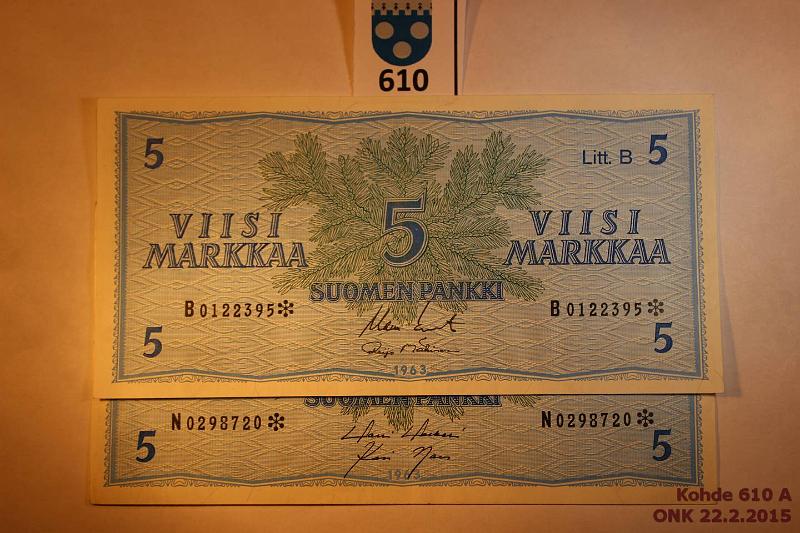 610
5 Litt. B 5
VIISI MARKKAA 5 VIISI MARKKAA
SUOMEN PANKKI
B0122395* B0122395*
5 5
1963
SUOMEN PANKKI
N0298720* N0298720*
5 5
1963
Kohde 610 A
ONK 22.2.2015